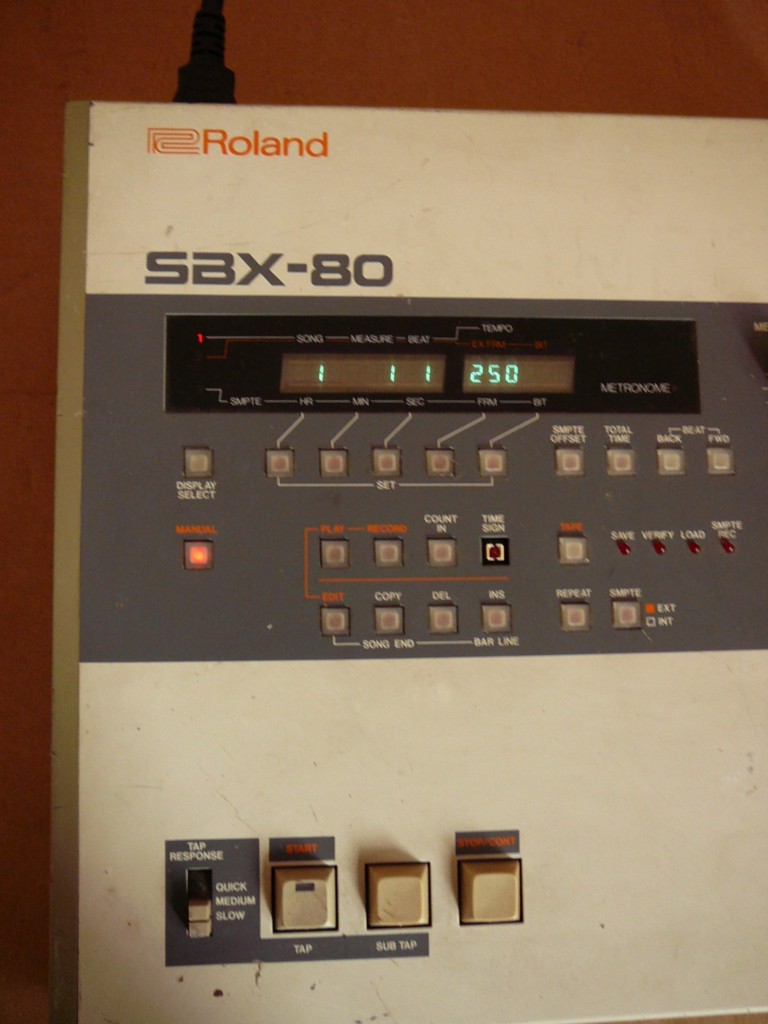 Roland
SBX-80
1 SONG MEASURE BEAT TEMPO
EX FRM BIT
1 1 1 250
METRONOME
SMPTE HR MIN SEC FRM BIT
ME
DISPLAY
SELECT
SET
SMPTE
OFFSET
TOTAL
TIME
BEAT
BACK FWD
MANUAL
PLAY RECORD COUNT
IN
TIME
SIGN
TAPE
SAVE VERIFY LOAD SMPTE
REC
EDIT COPY DEL INS
SONG END BAR LINE
REPEAT SMPTE
EXT
INT
TAP
RESPONSE
QUICK
MEDIUM
SLOW
START
STOP/CONT
TAP SUB TAP